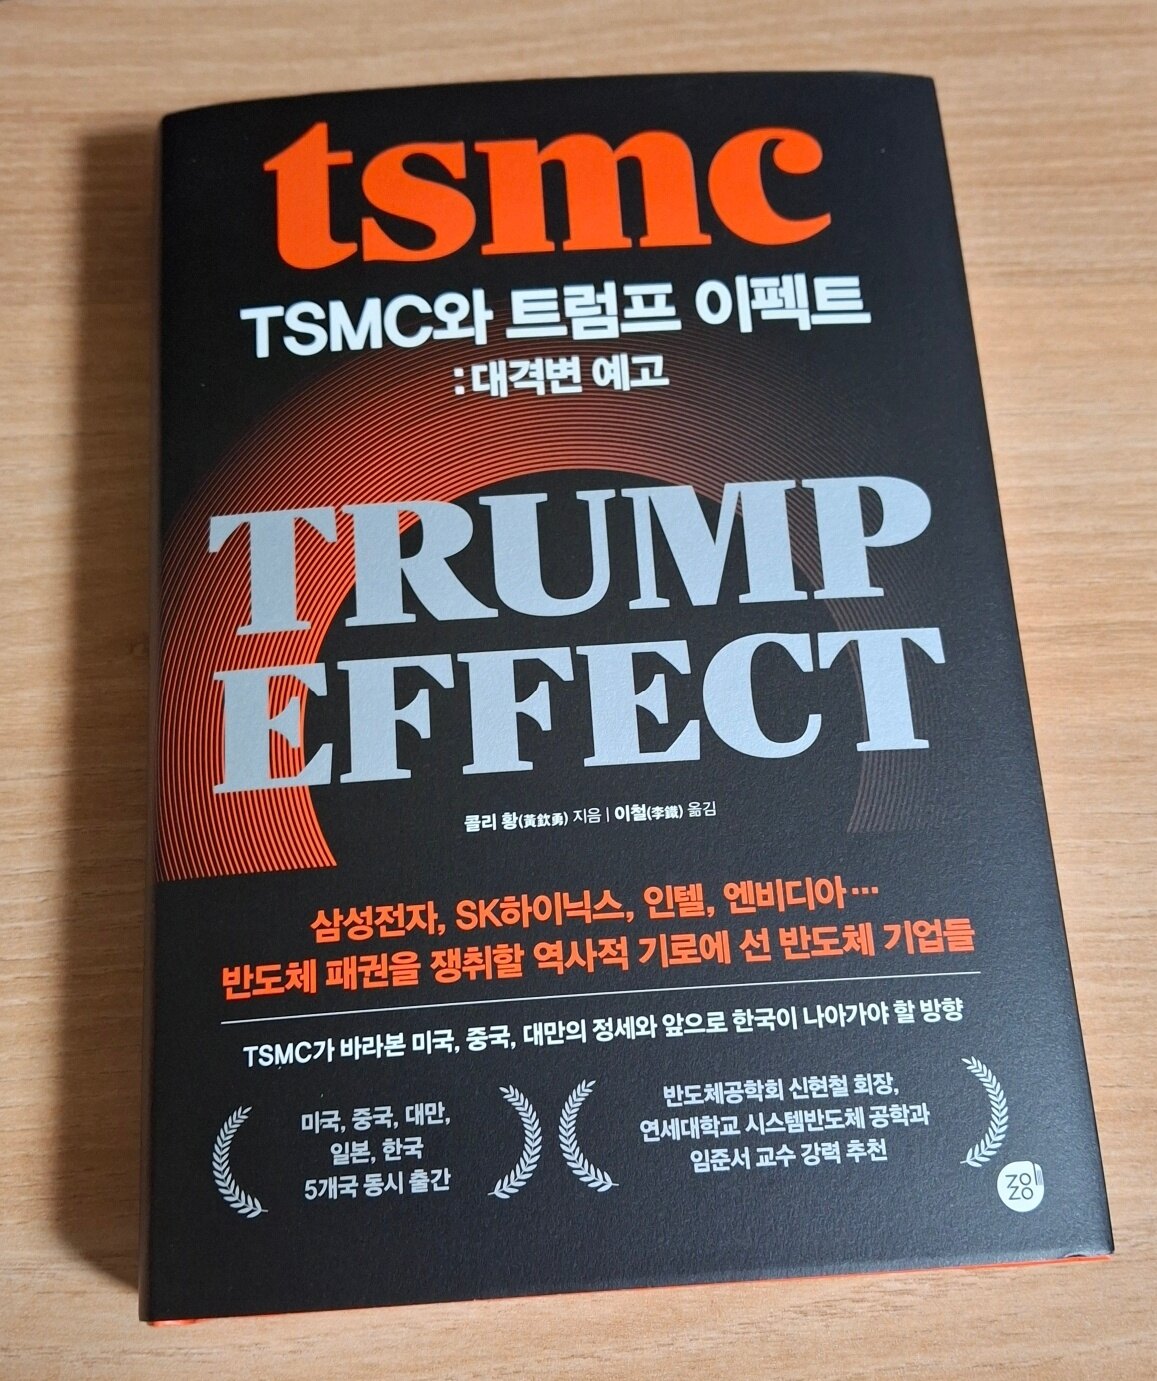 tsmc
TSMC와 트럼프 이펙트
:대격변 예고
TRUMP
EFFECT
콜리 황(黃欽勇) 지음 | 이철(李鐵) 옮김
삼성전자, SK하이닉스, 인텔, 엔비디아…
반도체 패권을 쟁취할 역사적 기로에 선 반도체 기업들
TSMC가 바라본 미국, 중국, 대만의 정세와 앞으로 한국이 나아가야 할 방향
미국, 중국, 대만,
일본, 한국
5개국 동시 출간
반도체공학회 신현철 회장,
연세대학교 시스템반도체 공학과
임준서 교수 강력 추천
ZO
ZO